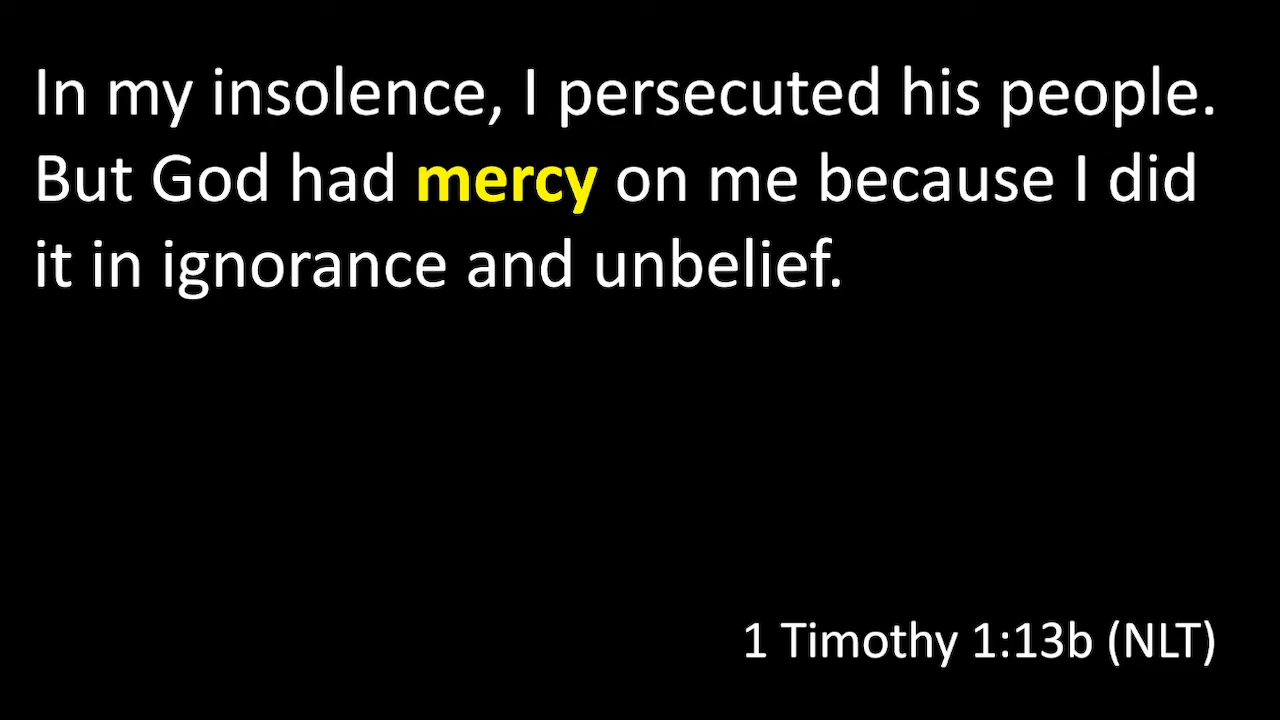 In my insolence, I persecuted his people.
But God had mercy on me because I did
it in ignorance and unbelief.
1 Timothy 1:13b (NLT)